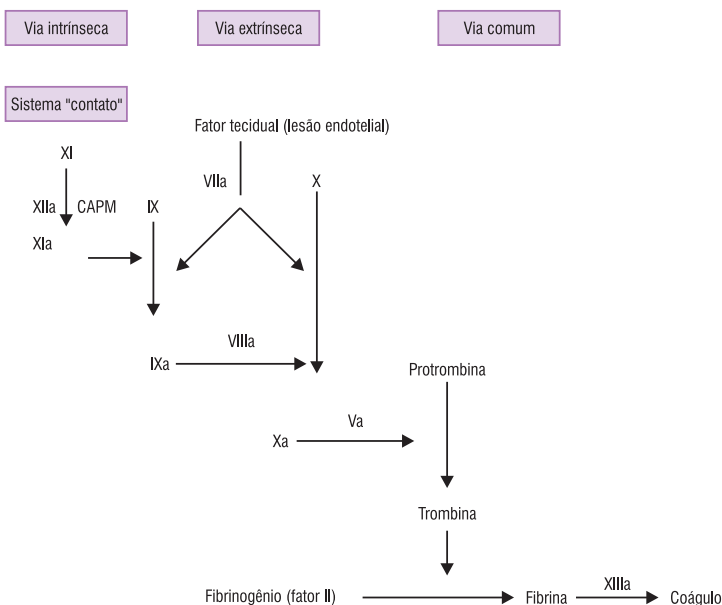 Via intrínseca
Via extrínseca
Via comum
Sistema "contato"
Fator tecidual (lesão endotelial)
XI
VIIa
X
XIIa CAPM
IX
XIa
VIIIa
IXa
Protrombina
Va
Xa
Trombina
XIIIa
Fibrinogênio (fator II)
Fibrina
Coágulo